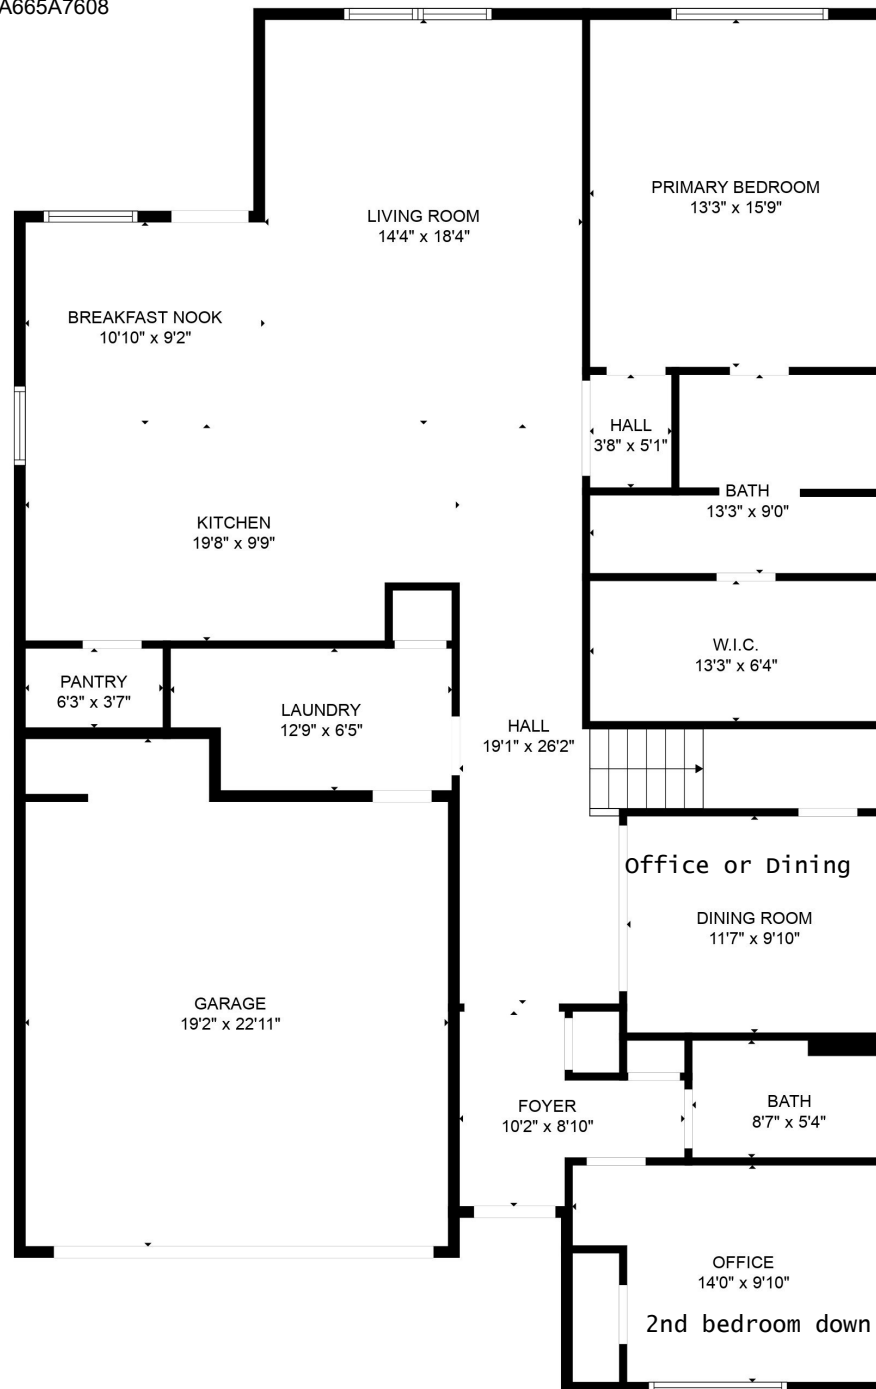 A665A7608
PRIMARY BEDROOM
13'3" x 15'9"
LIVING ROOM
14'4" x 18'4"
BREAKFAST NOOK
10'10" x 9'2"
HALL
3'8" x 5'1"
BATH
13'3" x 9'0"
KITCHEN
19'8" x 9'9"
W.I.C.
13'3" x 6'4"
PANTRY
6'3" x 3'7"
LAUNDRY
12'9" x 6'5"
HALL
19'1" x 26'2"
Office or Dining
DINING ROOM
11'7" x 9'10"
GARAGE
19'2" x 22'11"
FOYER
10'2" x 8'10"
BATH
8'7" x 5'4"
OFFICE
14'0" x 9'10"
2nd bedroom down